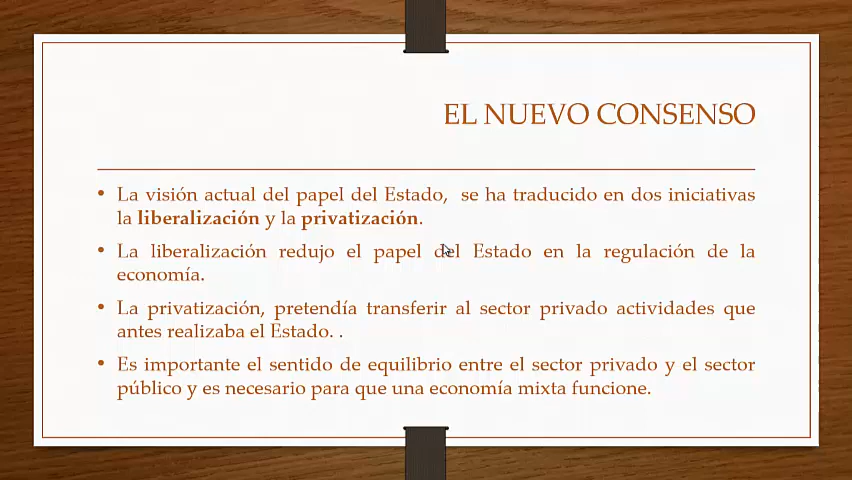 EL NUEVO CONSENSO
• La visión actual del papel del Estado, se ha traducido en dos iniciativas
la liberalización y la privatización.
• La liberalización redujo el papel del Estado en la regulación de la
economía.
• La privatización, pretendía transferir al sector privado actividades que
antes realizaba el Estado. .
• Es importante el sentido de equilibrio entre el sector privado y el sector
público y es necesario para que una economía mixta funcione.